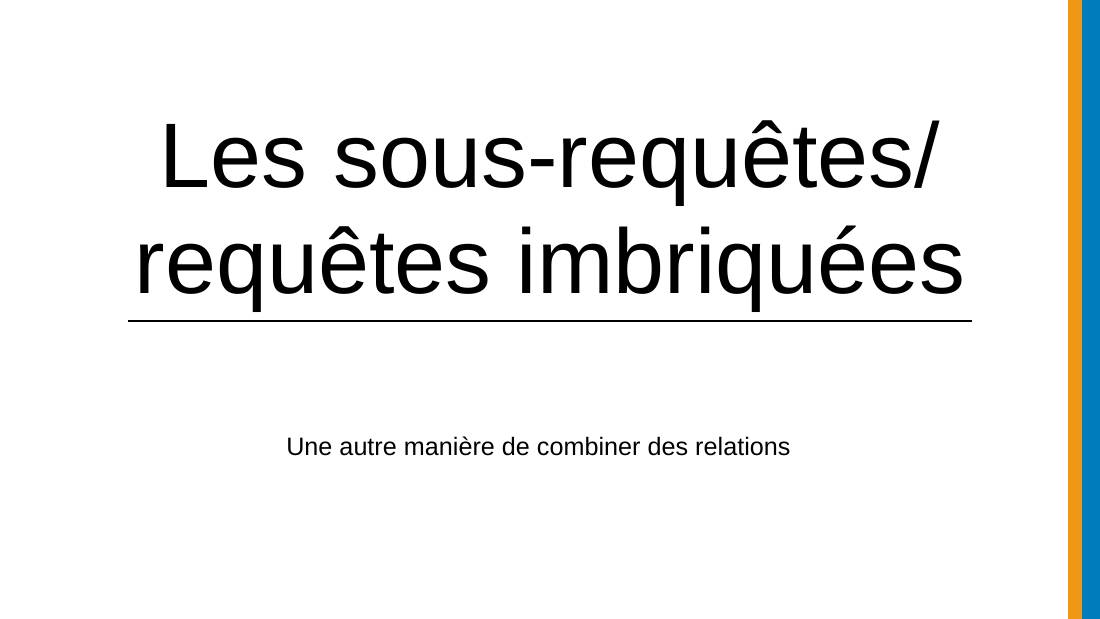 Les sous-requêtes/
requêtes imbriquées
Une autre manière de combiner des relations